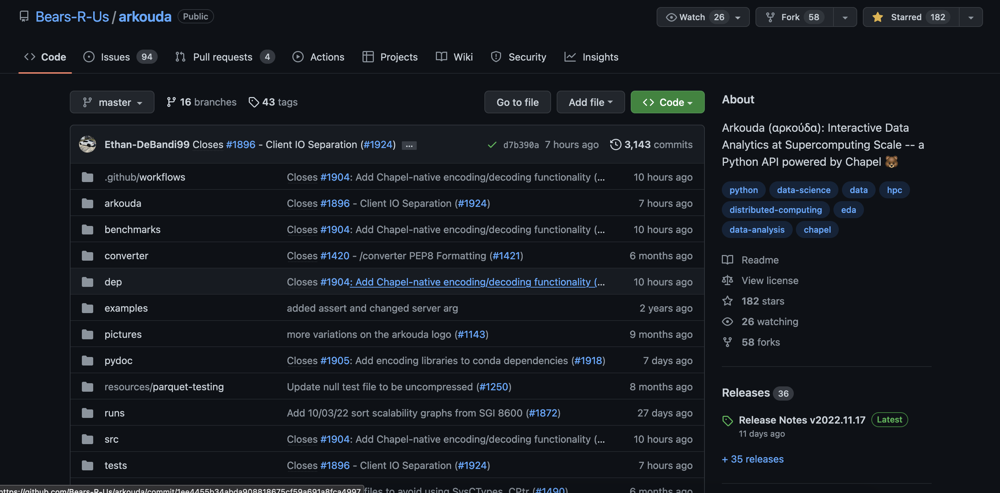 Bears-R-Us / arkouda Public
Watch 26
Fork 58
Starred 182
Code
Issues 94
Pull requests 4
Actions
Projects
Wiki
Security
Insights
master
16 branches
43 tags
Go to file
Add file
Code
Ethan-DeBandi99 Closes #1896 - Client IO Separation (#1924) ...
d7b390a 7 hours ago
3,143 commits
.github/workflows Closes #1904: Add Chapel-native encoding/decoding functionality (... 10 hours ago
arkouda Closes #1896 - Client IO Separation (#1924) 7 hours ago
benchmarks Closes #1904: Add Chapel-native encoding/decoding functionality (... 10 hours ago
converter Closes #1420 - /converter PEP8 Formatting (#1421) 6 months ago
dep Closes #1904: Add Chapel-native encoding/decoding functionality (... 10 hours ago
examples added assert and changed server arg 2 years ago
pictures more variations on the arkouda logo (#1143) 9 months ago
pydoc Closes #1905: Add encoding libraries to conda dependencies (#1918) 7 days ago
resources/parquet-testing Update null test file to be uncompressed (#1250) 8 months ago
runs Add 10/03/22 sort scalability graphs from SGI 8600 (#1872) 27 days ago
src Closes #1904: Add Chapel-native encoding/decoding functionality (... 10 hours ago
tests Closes #1896 - Client IO Separation (#1924) 7 hours ago
files to avoid using SysCTypes, CPtr (#1490) 6 months ago
https://github.com/Bears-R-Us/arkouda/commit/1ee4455b34abda908818675cf59a691a8fca4997
About
Arkouda (αρκούδα): Interactive Data
Analytics at Supercomputing Scale -- a
Python API powered by Chapel 🐻
python data-science data hpc
distributed-computing eda
data-analysis chapel
Readme
View license
182 stars
26 watching
58 forks
Releases 36
Release Notes v2022.11.17 Latest
11 days ago
+ 35 releases